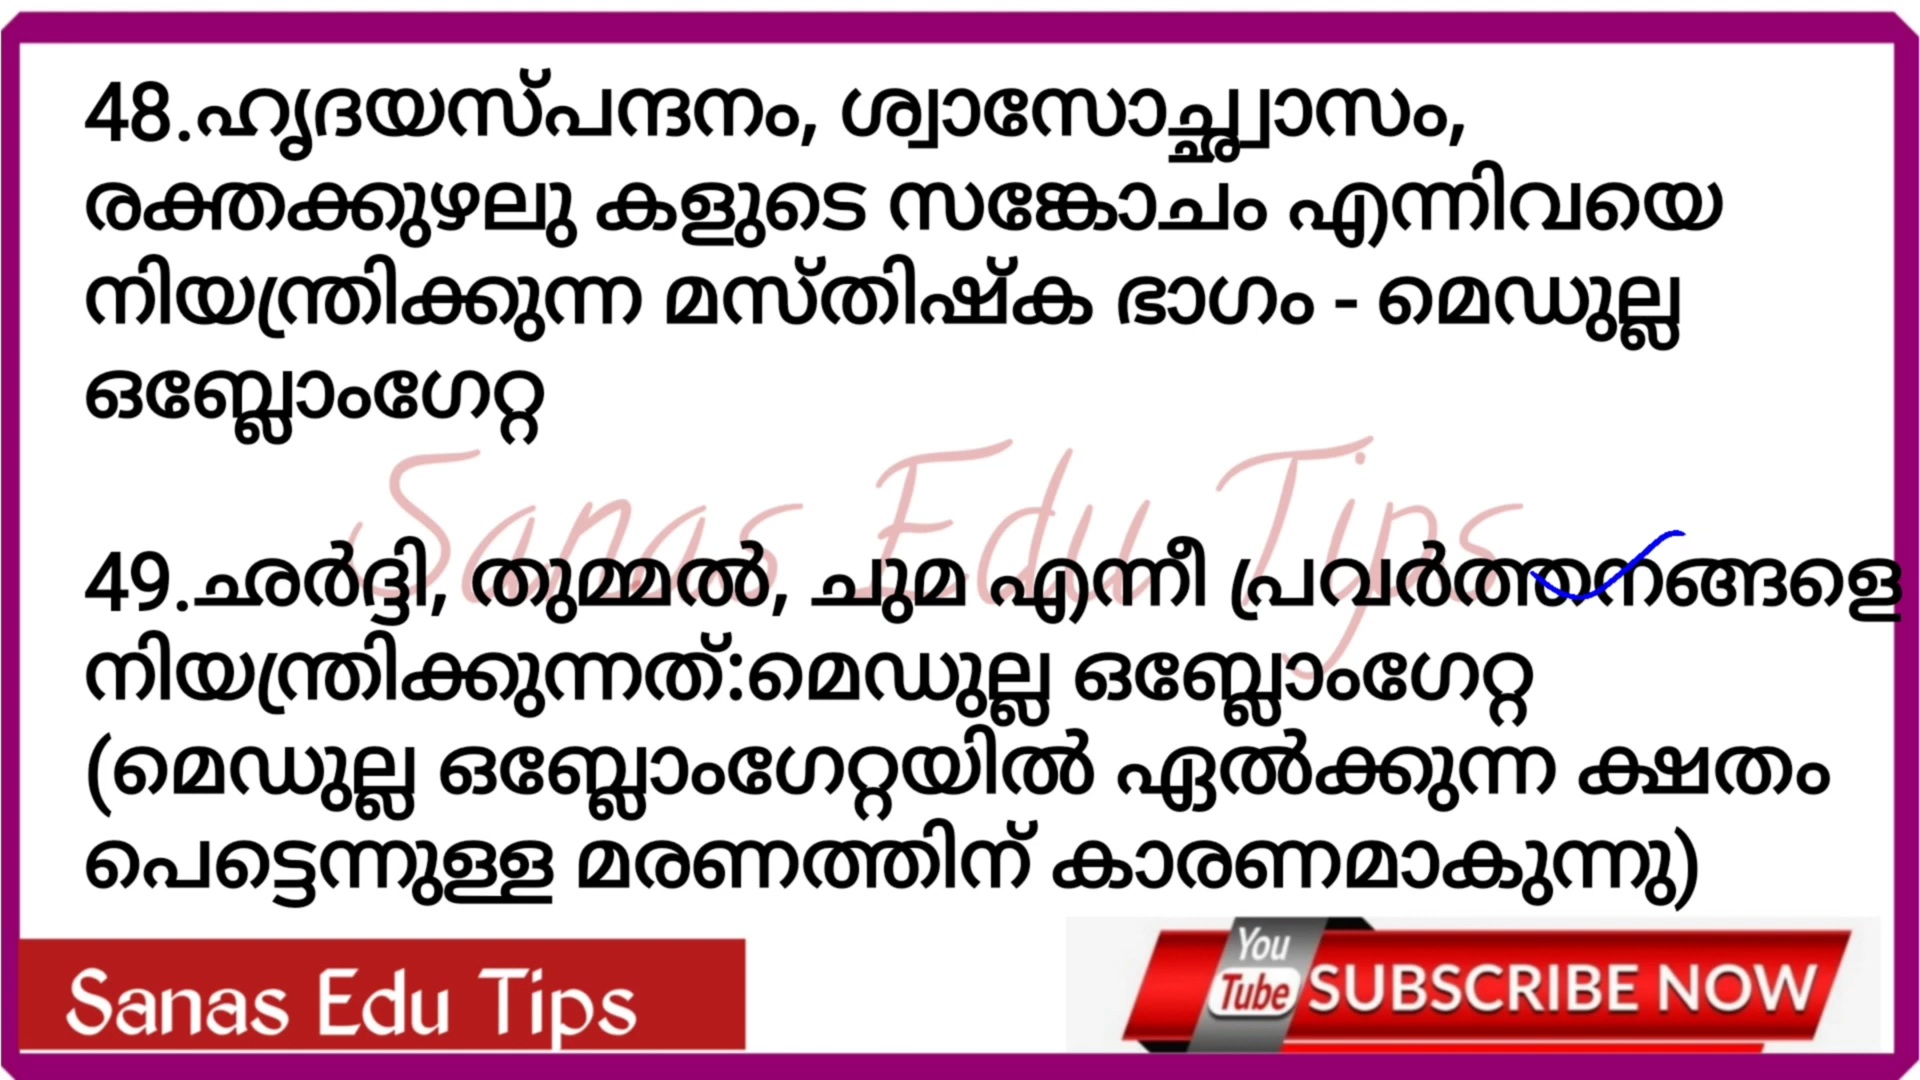 48.ഹൃദയസ്പന്ദനം, ശ്വാസോച്ഛ്വാസം,
രക്തക്കുഴലു കളുടെ സങ്കോചം എന്നിവയെ
നിയന്ത്രിക്കുന്ന മസ്തിഷ്ക ഭാഗം - മെഡുല്ല
ഒബ്ലോംഗേറ്റ
Sanas Edu Tips
49.ഛർദ്ദി, തുമ്മൽ, ചുമ എന്നീ പ്രവർത്തനങ്ങളെ
നിയന്ത്രിക്കുന്നത്:മെഡുല്ല ഒബ്ലോംഗേറ്റ
(മെഡുല്ല ഒബ്ലോംഗേറ്റയിൽ ഏൽക്കുന്ന ക്ഷതം
പെട്ടെന്നുള്ള മരണത്തിന് കാരണമാകുന്നു)
Sanas Edu Tips
You
Tube SUBSCRIBE NOW